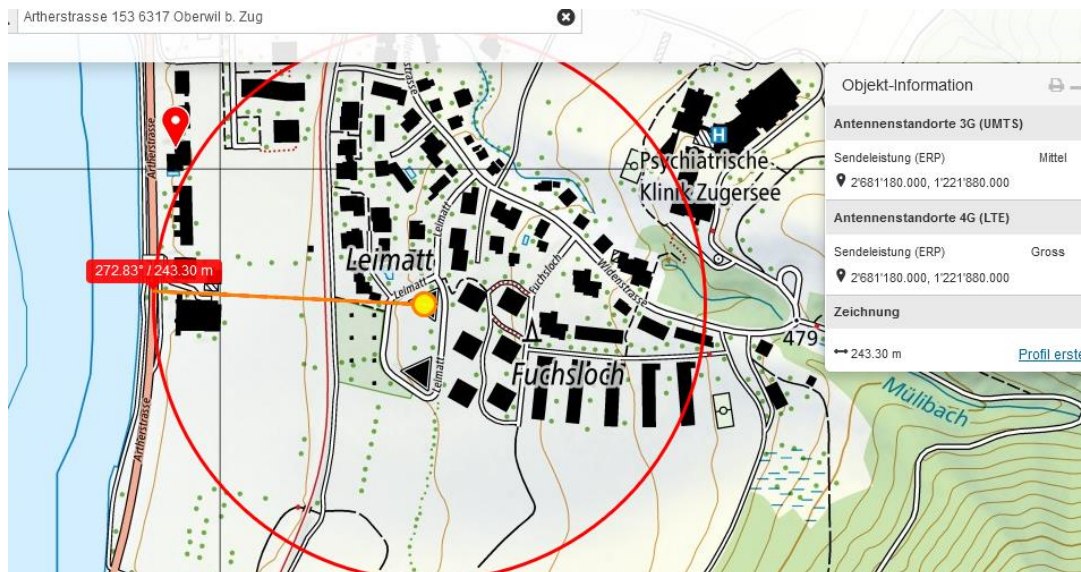 Artherstrasse 153 6317 Oberwil b. Zug
Objekt-Information
Antennenstandorte 3G (UMTS)
Sendeleistung (ERP) Mittel
2'681'180.000, 1'221'880.000
Antennenstandorte 4G (LTE)
Sendeleistung (ERP) Gross
2'681'180.000, 1'221'880.000
Zeichnung
243.30 m Profil erste
Artherstrasse
H
Psychiatrische
Klinik Zugersee
Leimatt
Leimatt
272.83° / 243.30 m
Leimatt
Fuchsloch
Widenstrasse
479
Leimatt
Fuchsloch
Mülibach
Artherstrasse